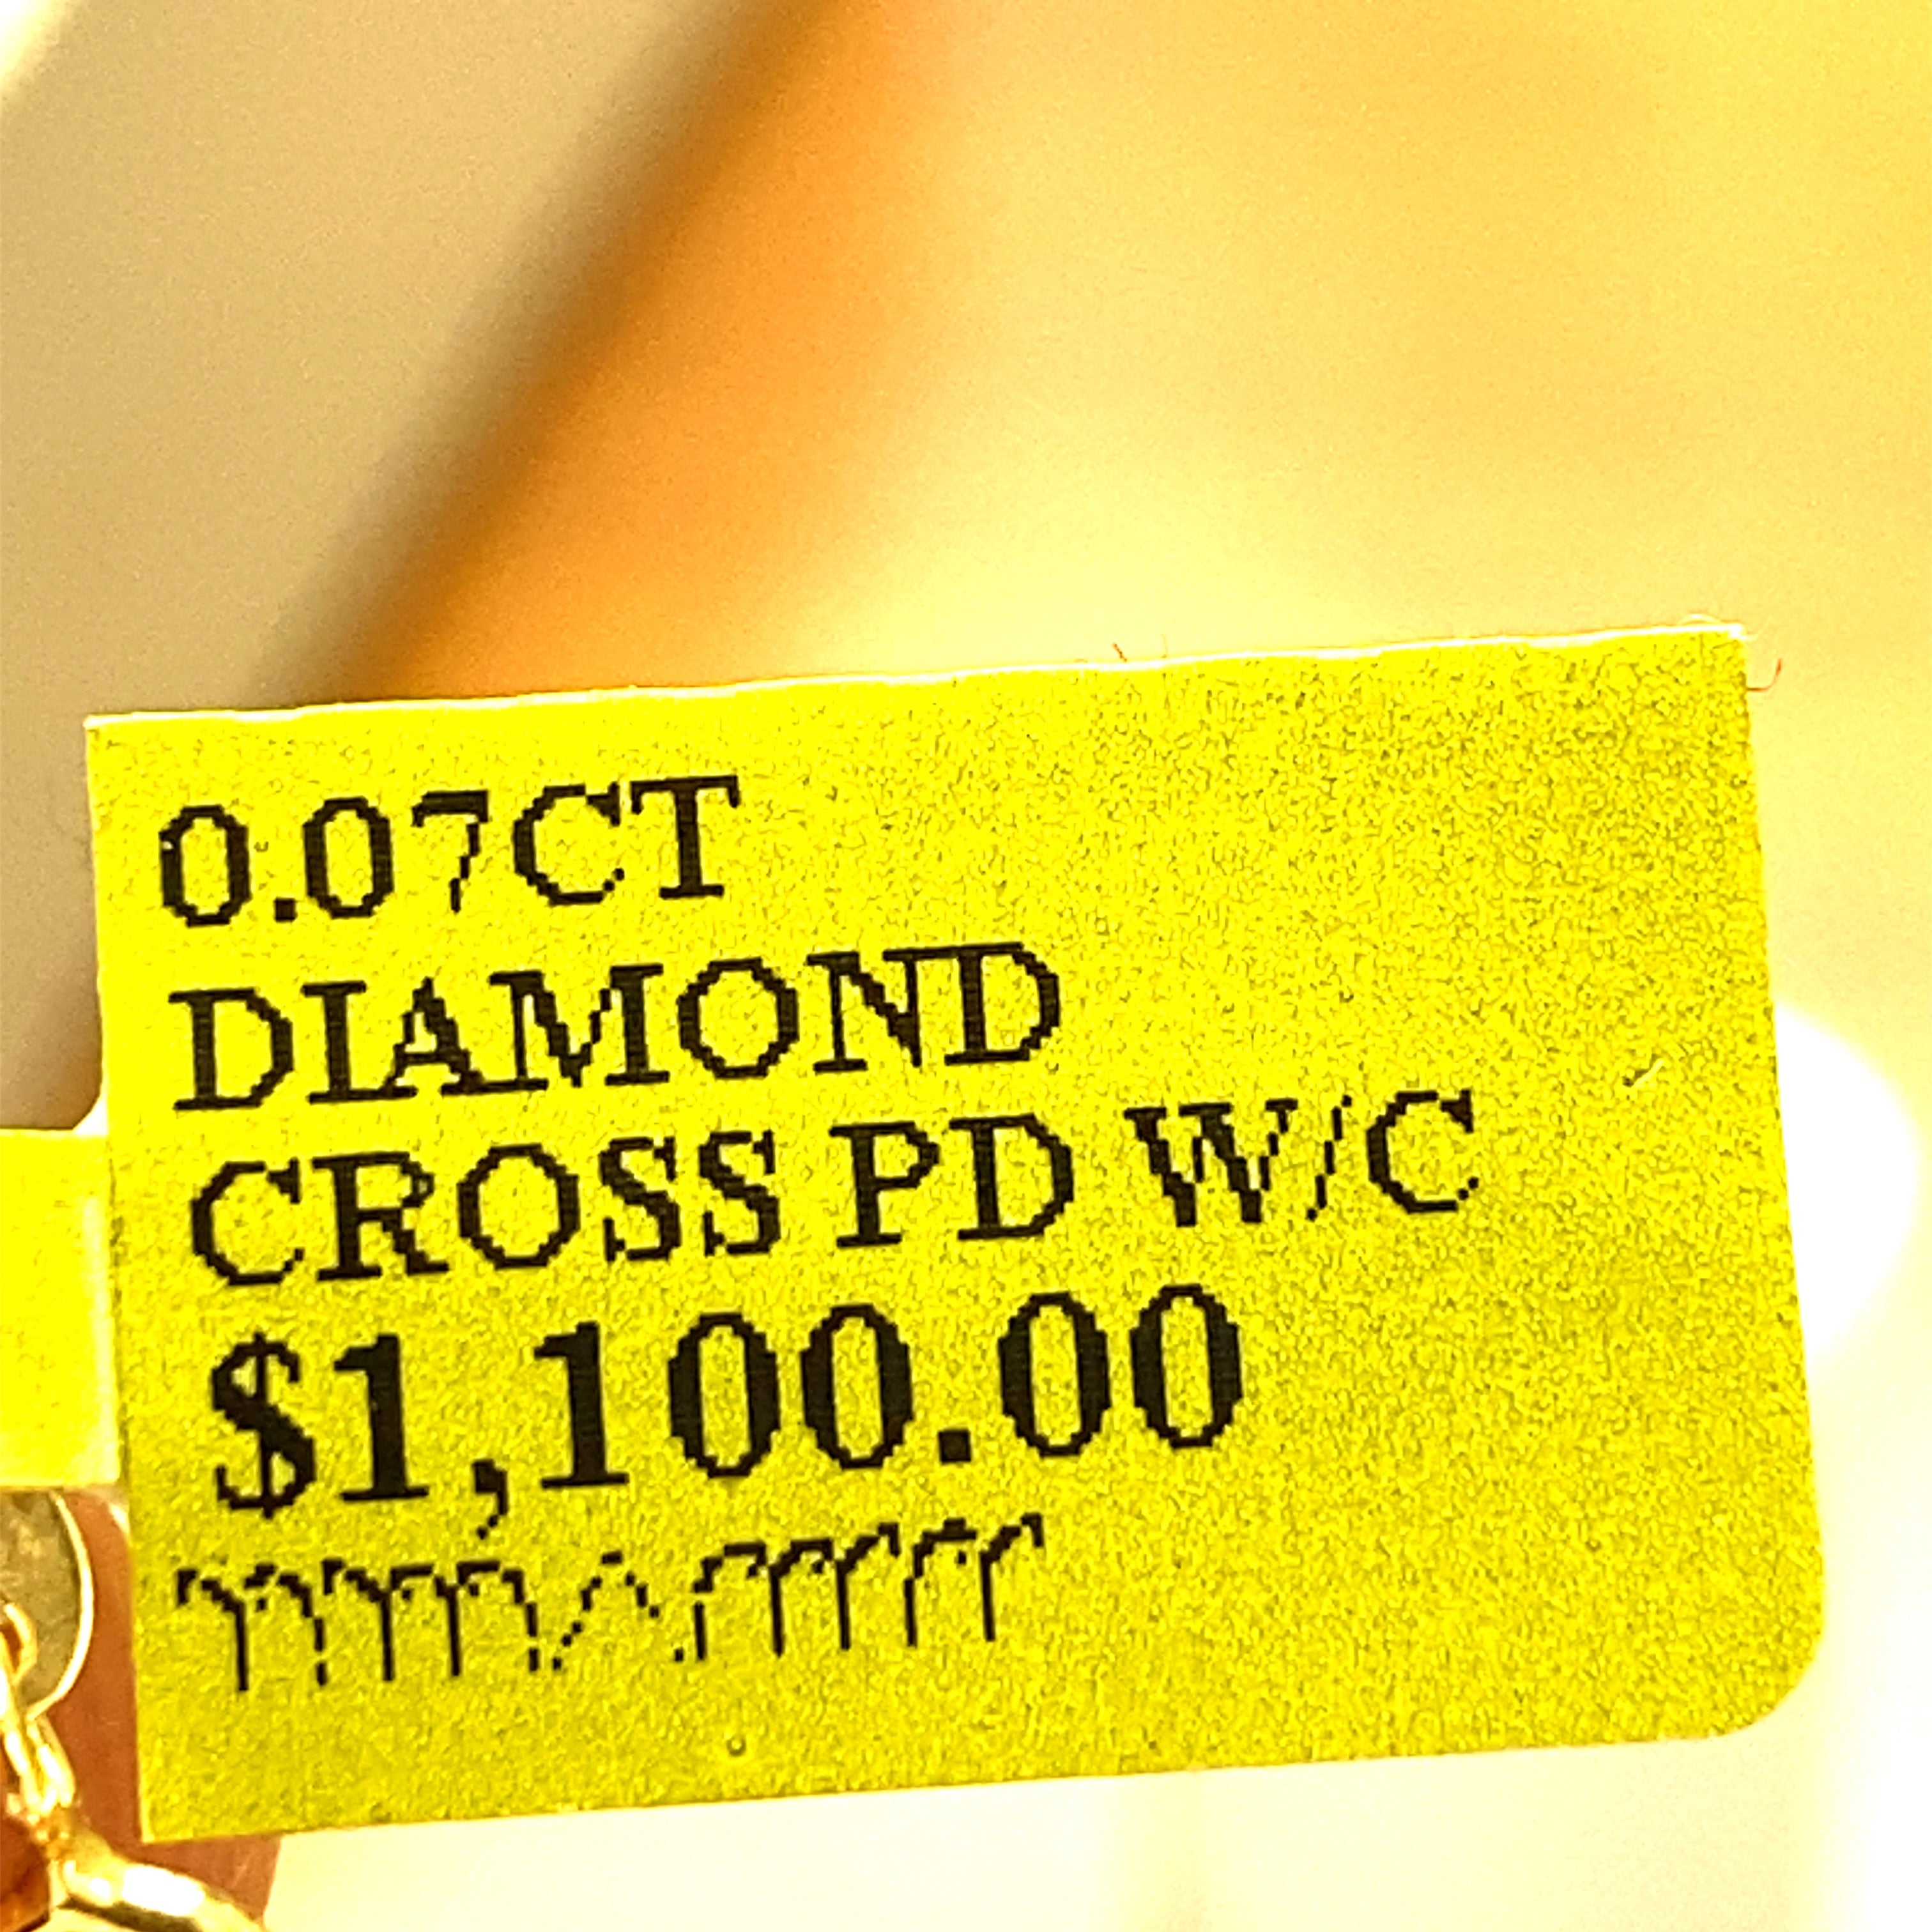 0.07CT
DIAMOND
CROSS PD W/C
$1,100.00